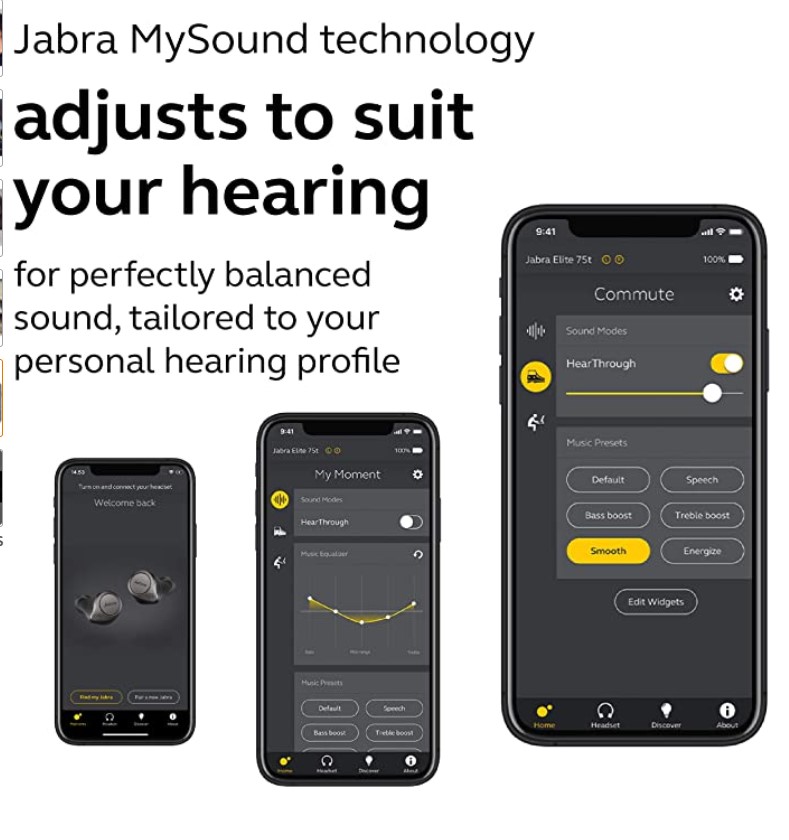 Jabra MySound technology
adjusts to suit
your hearing
for perfectly balanced
sound, tailored to your
personal hearing profile
14:53
Turn on and connect your headset
Welcome back
Find my Jabra
Pair a new Jabra
Headset
Discover
About
9:41
Jabra Elite 75t
100%
My Moment
Sound Modes
HearThrough
Music Equalizer
Bass
Mid range
Treble
Music Presets
Default
Speech
Bass boost
Treble boost
Home
Headset
Discover
About
9:41
Jabra Elite 75t
100%
Commute
Sound Modes
HearThrough
Music Presets
Default
Speech
Bass boost
Treble boost
Smooth
Energize
Edit Widgets
Home
Headset
Discover
About
s